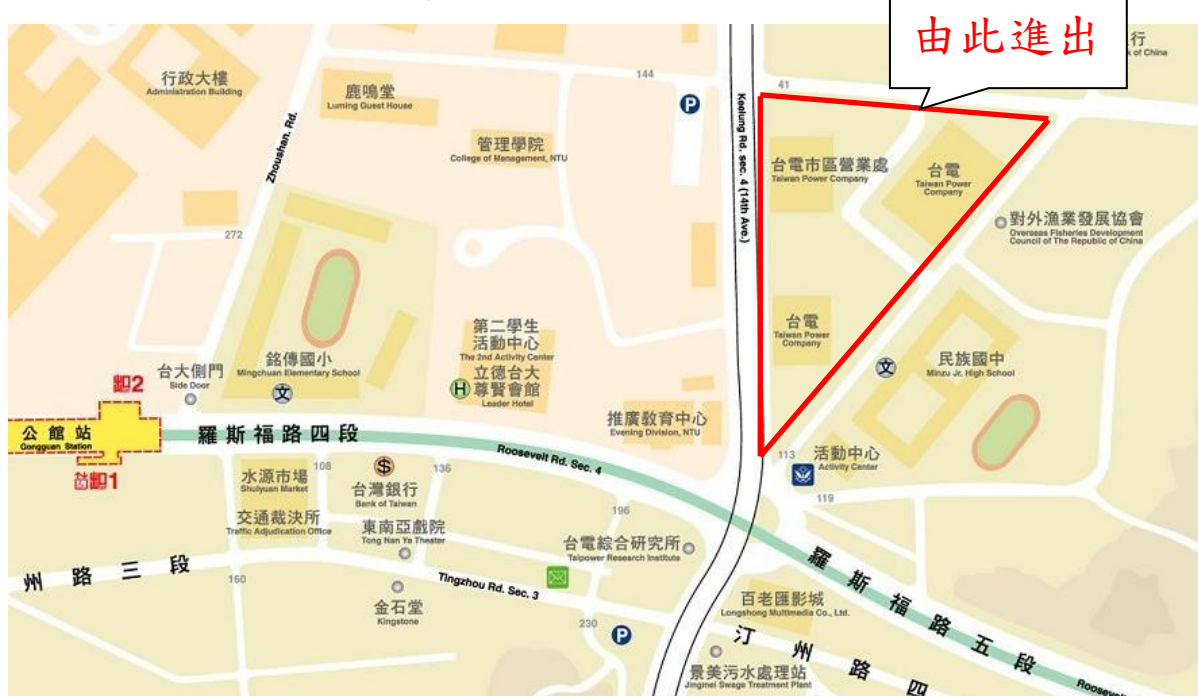 由此進出
行
k of China
行政大樓
Administration Building
鹿鳴堂
Luming Guest House
144
P
41
管理學院
College of Management, NTU
Zhoushan. Rd.
Keelung Rd. sec. 4 (14th Ave.)
台電市區營業處
Taiwan Power Company
台電
Taiwan Power
Company
對外漁業發展協會
Overseas Fisheries Development
Council of The Republic of China
272
第二學生
活動中心
The 2nd Activity Center
立德台大
尊賢會館
Leader Hotel
H
台電
Taiwan Power
Company
民族國中
Minzu Jr. High School
文
銘傳國小
Mingchuan Elementary School
文
台大側門
Side Door
出口2
公館站
Gongguan Station
出口1
羅斯福路四段
Roosevelt Rd. Sec. 4
推廣教育中心
Evening Division, NTU
113
活動中心
Activity Center
119
水源市場
Shuiyuan Market
108
$
台灣銀行
Bank of Taiwan
136
交通裁決所
Traffic Adjudication Office
東南亞戲院
Tong Nan Ya Theater
196
台電綜合研究所
Taipower Research Institute
州路三段
160
Tingzhou Rd. Sec. 3
金石堂
Kingstone
230
P
百老匯影城
Longshong Multimedia Co., Ltd.
羅斯福路五段
Roosev
汀州路四
景美污水處理站
Jingmei Swage Treatment Plant